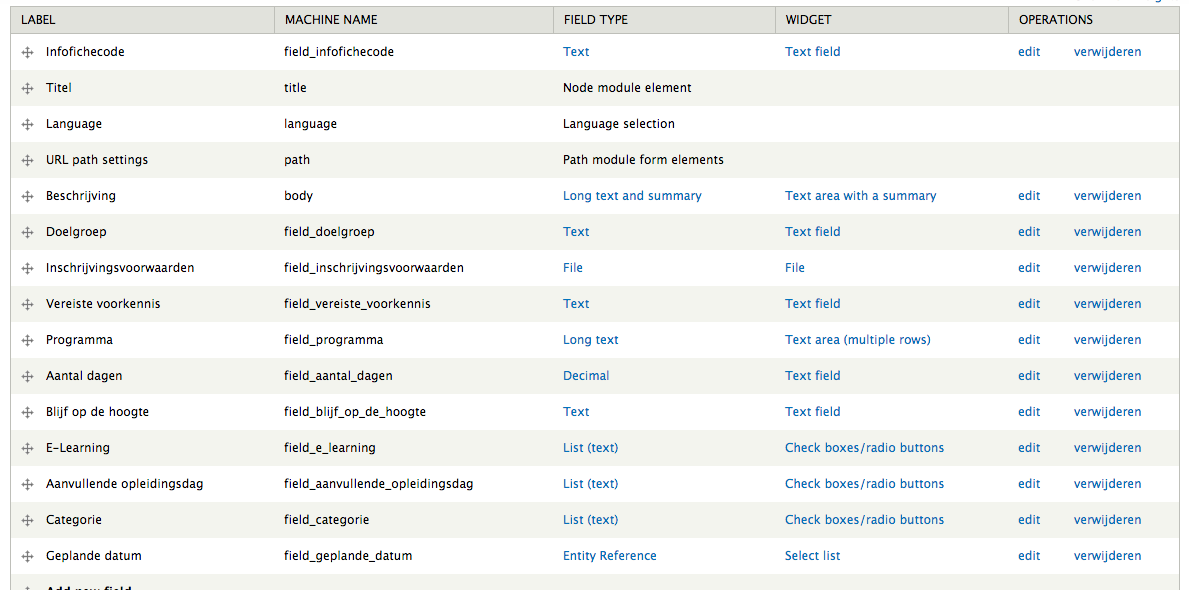 LABEL MACHINE NAME FIELD TYPE WIDGET OPERATIONS
Infofichecode field_infofichecode Text Text field edit verwijderen
Titel title Node module element
Language language Language selection
URL path settings path Path module form elements
Beschrijving body Long text and summary Text area with a summary edit verwijderen
Doelgroep field_doelgroep Text Text field edit verwijderen
Inschrijvingsvoorwaarden field_inschrijvingsvoorwaarden File File edit verwijderen
Vereiste voorkennis field_vereiste_voorkennis Text Text field edit verwijderen
Programma field_programma Long text Text area (multiple rows) edit verwijderen
Aantal dagen field_aantal_dagen Decimal Text field edit verwijderen
Blijf op de hoogte field_blijf_op_de_hoogte Text Text field edit verwijderen
E-Learning field_e_learning List (text) Check boxes/radio buttons edit verwijderen
Aanvullende opleidingsdag field_aanvullende_opleidingsdag List (text) Check boxes/radio buttons edit verwijderen
Categorie field_categorie List (text) Check boxes/radio buttons edit verwijderen
Geplande datum field_geplande_datum Entity Reference Select list edit verwijderen
Add new field